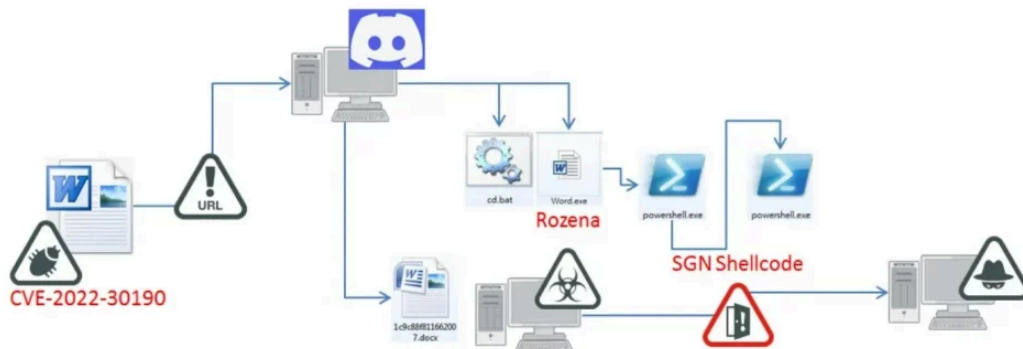 URL
CVE-2022-30190
cd.bat
Word.exe
Rozena
powershell.exe
powershell.exe
SGN Shellcode
1c9c88f81166200
7.docx